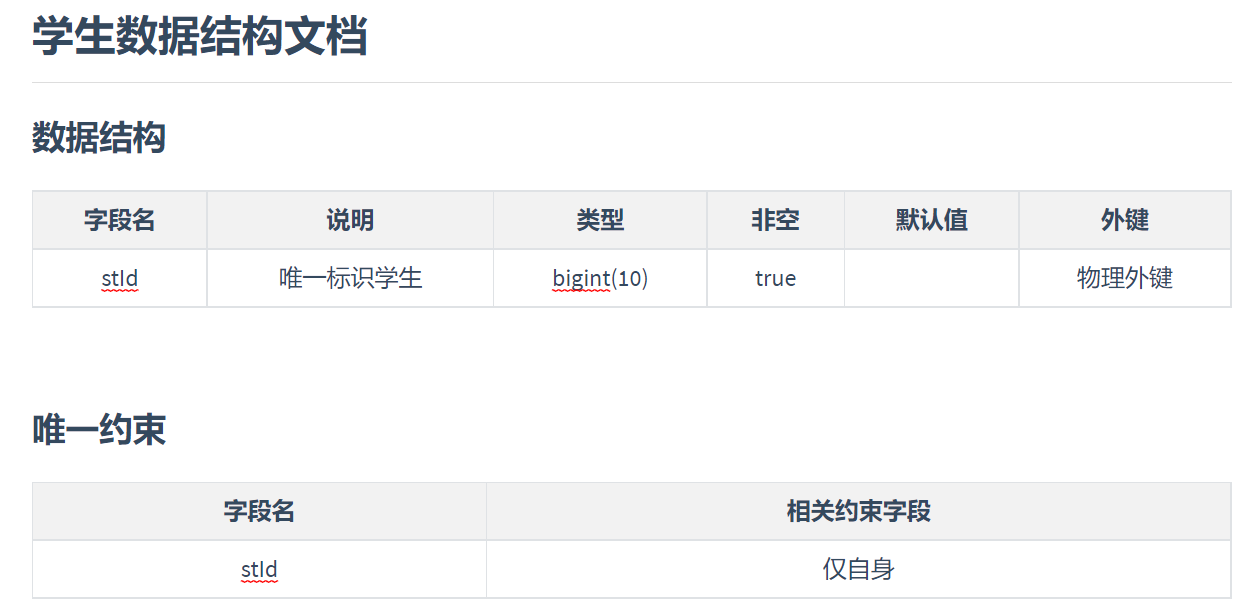 学生数据结构文档
数据结构
字段名 说明 类型 非空 默认值 外键
stId 唯一标识学生 bigint(10) true 物理外键
唯一约束
字段名 相关约束字段
stId 仅自身